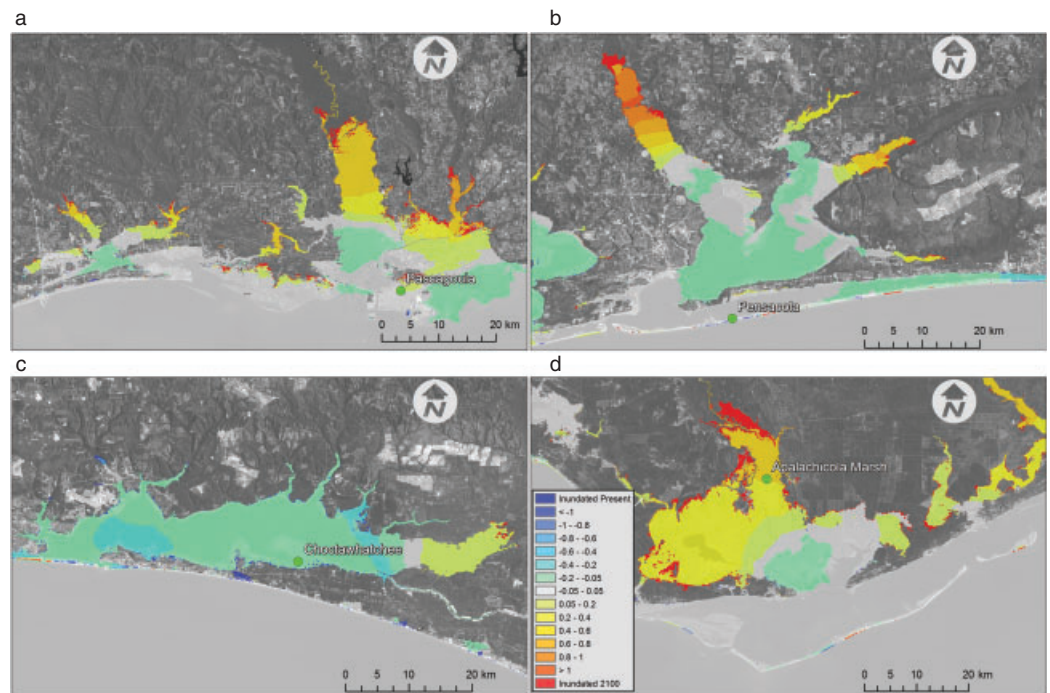 a
b
N
N
Pascagoula
Pensacola
0 5 10 20 km
0 5 10 20 km
c
d
N
N
Apalachicola Marsh
Choctawhatchee
Inundated Present
< -1
-1 - -0.8
-0.8 - -0.6
-0.6 - -0.4
-0.4 - -0.2
-0.2 - -0.05
-0.05 - 0.05
0.05 - 0.2
0.2 - 0.4
0.4 - 0.6
0.6 - 0.8
0.8 - 1
> 1
Inundated 2100
0 5 10 20 km
0 5 10 20 km